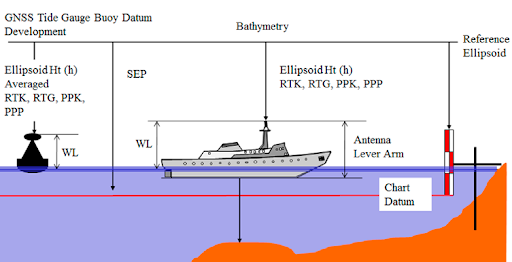 GNSS Tide Gauge Buoy Datum
Development
Bathymetry
Reference
Ellipsoid
Ellipsoid Ht (h)
Averaged
RTK, RTG, PPK,
PPP
SEP
Ellipsoid Ht (h)
RTK, RTG, PPK, PPP
WL
WL
Antenna
Lever Arm
Chart
Datum